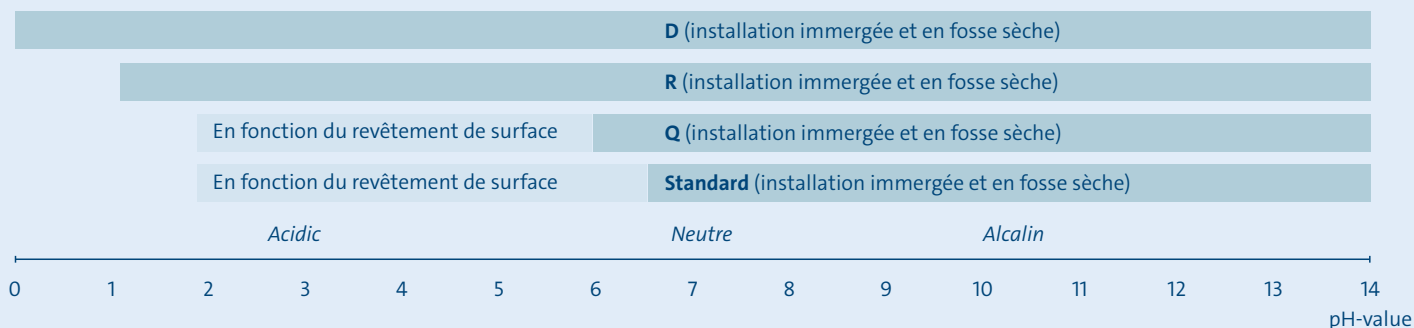 D (installation immergée et en fosse sèche)
R (installation immergée et en fosse sèche)
En fonction du revêtement de surface Q (installation immergée et en fosse sèche)
En fonction du revêtement de surface Standard (installation immergée et en fosse sèche)
Acidic Neutre Alcalin
0 1 2 3 4 5 6 7 8 9 10 11 12 13 14
pH-value